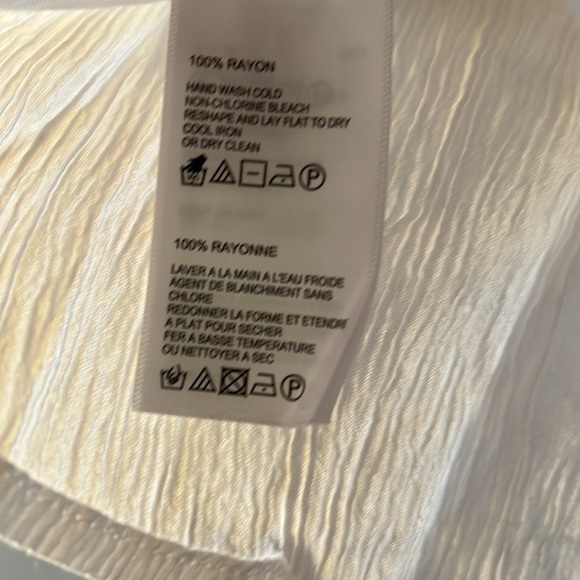 100% RAYON
HAND WASH COLD
NON-CHLORINE BLEACH
RESHAPE AND LAY FLAT TO DRY
COOL IRON
OR DRY CLEAN
P
100% RAYONNE
LAVER A LA MAIN A L'EAU FROIDE
AGENT DE BLANCHIMENT SANS
CHLORE
REDONNER LA FORME ET ETENDRE
A PLAT POUR SECHER
FER A BASSE TEMPERATURE
OU NETTOYER A SEC
P